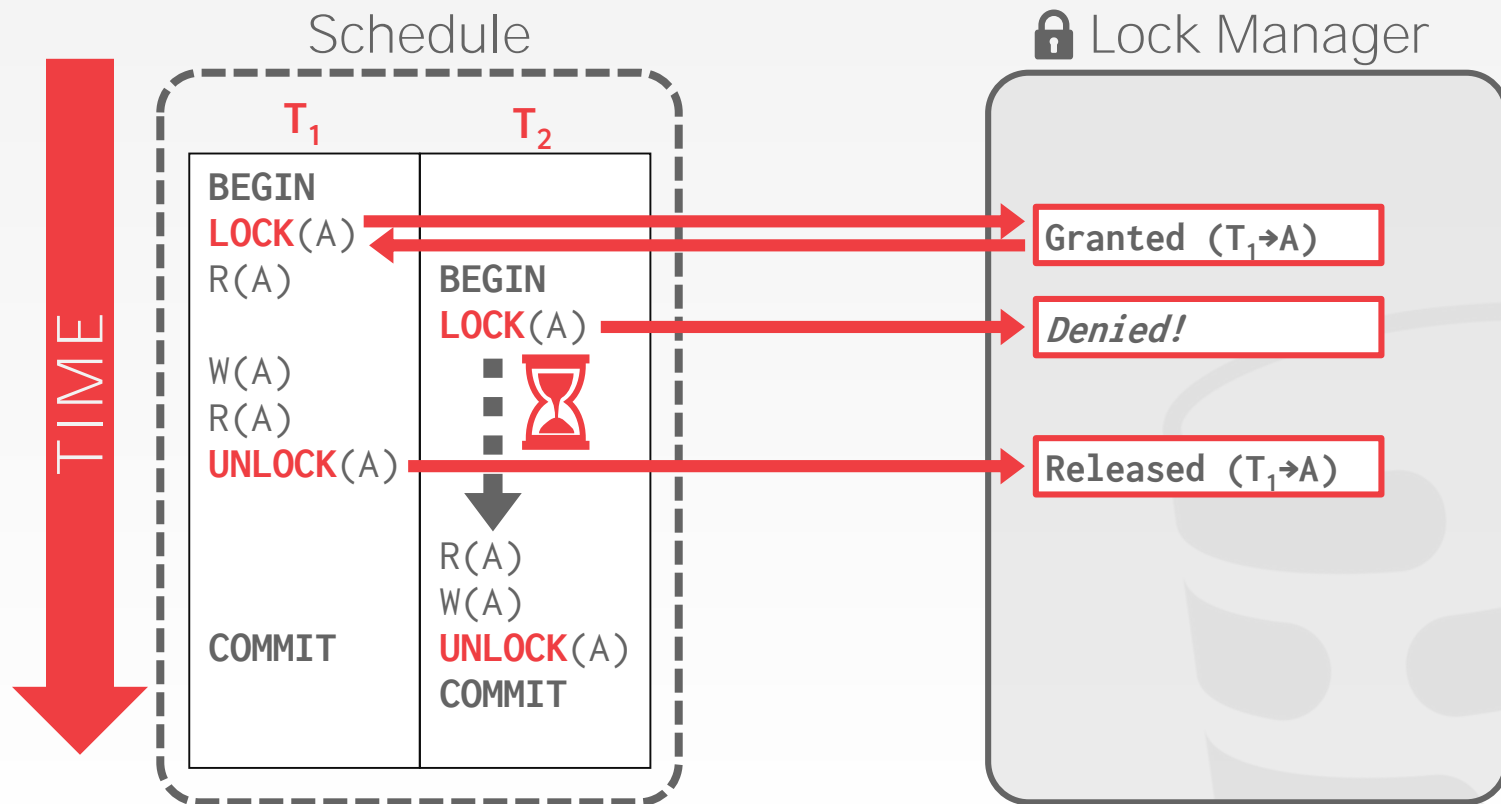 Schedule
Lock Manager
TIME
T₁
T₂
BEGIN
LOCK(A)
Granted (T₁→A)
R(A)
BEGIN
LOCK(A)
Denied!
W(A)
R(A)
UNLOCK(A)
Released (T₁→A)
R(A)
W(A)
COMMIT
UNLOCK(A)
COMMIT